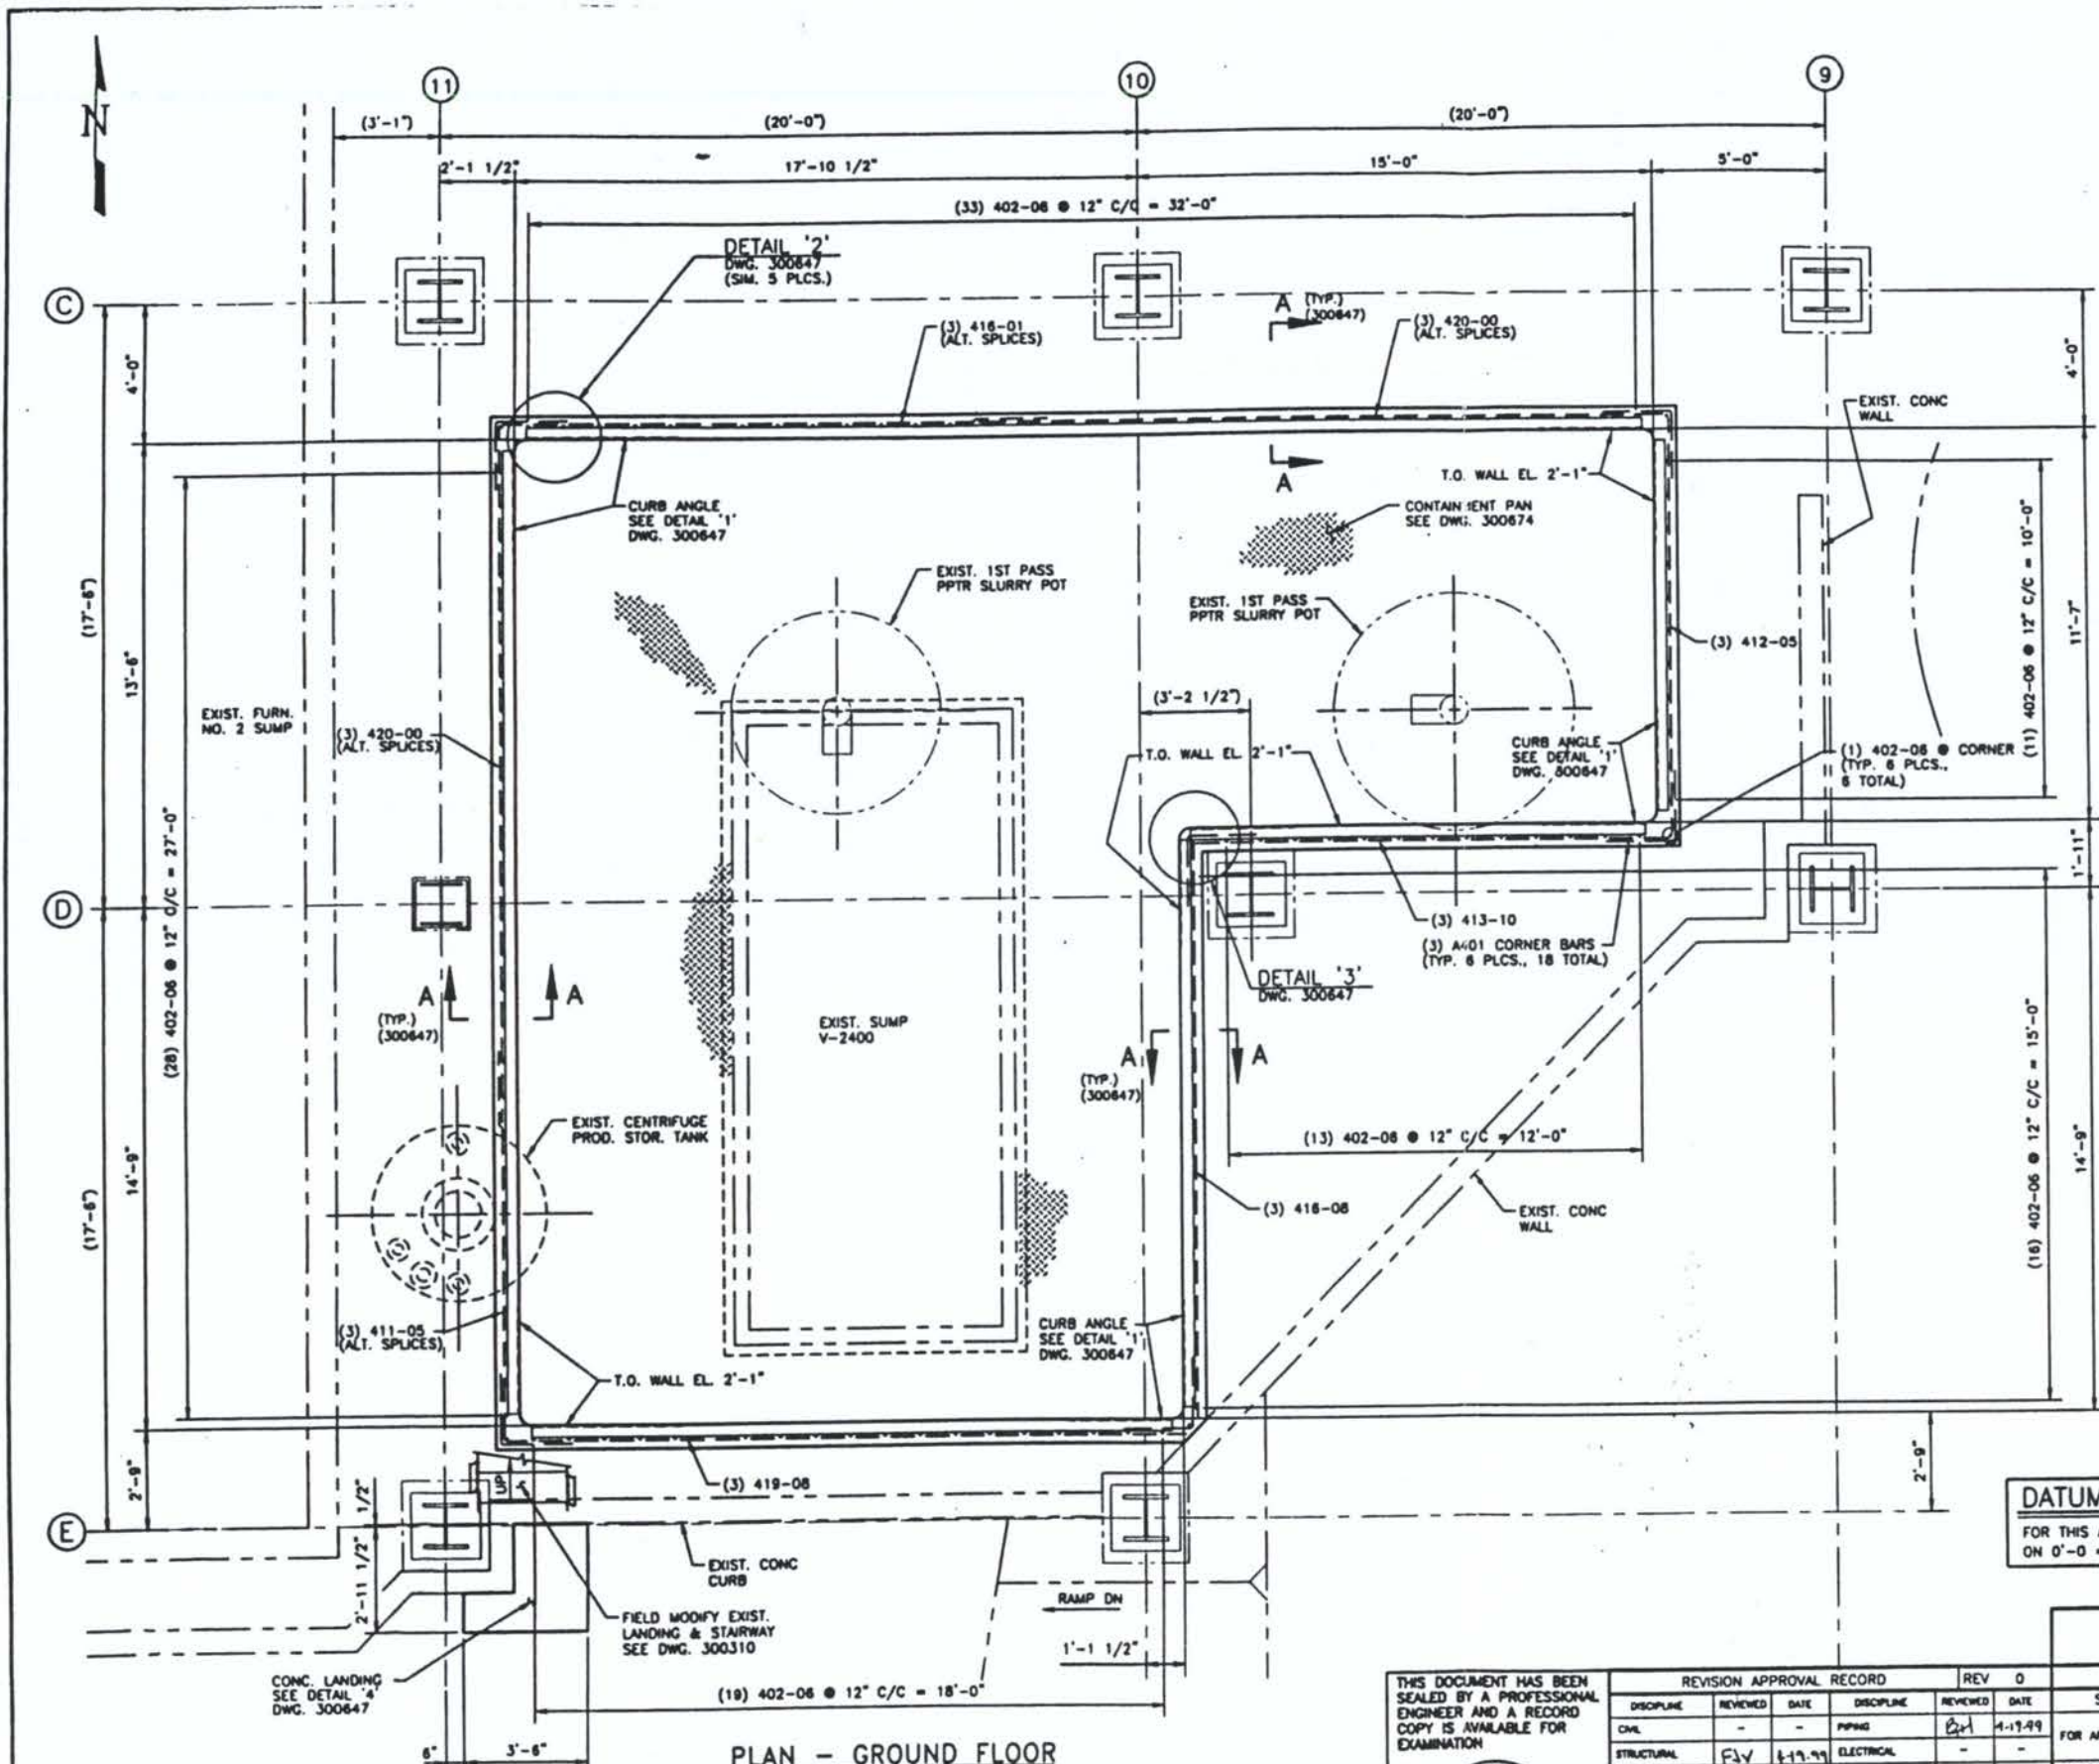 N
11
10
9
(3'-1")
(20'-0")
(20'-0")
2'-1 1/2"
17'-10 1/2"
15'-0"
5'-0"
(33) 402-06 @ 12" C/C = 32'-0"
DETAIL '2'
DWG. 300647
(SIM. 5 PLCS.)
C
A
(TYP.)
(300647)
(3) 416-01
(ALT. SPLICES)
(3) 420-00
(ALT. SPLICES)
4'-0"
4'-0"
EXIST. CONC
WALL
A
T.O. WALL EL. 2'-1"
CURB ANGLE
SEE DETAIL '1'
DWG. 300647
CONTAINMENT PAN
SEE DWG. 300674
EXIST. 1ST PASS
PPTR SLURRY POT
EXIST. 1ST PASS
PPTR SLURRY POT
(17'-6")
13'-6"
(11) 402-06 @ 12" C/C = 10'-0"
11'-7"
(3) 412-05
(3'-2 1/2")
EXIST. FURN.
NO. 2 SUMP
(3) 420-00
(ALT. SPLICES)
T.O. WALL EL. 2'-1"
CURB ANGLE
SEE DETAIL '1'
DWG. 300647
(1) 402-06 @ CORNER
(TYP. 6 PLCS.,
6 TOTAL)
(28) 402-06 @ 12" C/C = 27'-0"
D
1'-11"
(3) 413-10
(3) A401 CORNER BARS
(TYP. 6 PLCS., 18 TOTAL)
DETAIL '3'
DWG. 300647
A
A
(TYP.)
(300647)
EXIST. SUMP
V-2400
A
A
(TYP.)
(300647)
(16) 402-06 @ 12" C/C = 15'-0"
EXIST. CENTRIFUGE
PROD. STOR. TANK
(13) 402-06 @ 12" C/C = 12'-0"
14'-9"
14'-9"
(17'-6")
(3) 416-08
EXIST. CONC
WALL
(3) 411-05
(ALT. SPLICES)
CURB ANGLE
SEE DETAIL '1'
DWG. 300647
T.O. WALL EL. 2'-1"
2'-9"
2'-9"
UP
(3) 419-08
E
1/2"
2'-11 1/2"
EXIST. CONC
CURB
DATUM
FOR THIS
ON 0'-0
RAMP DN
FIELD MODIFY EXIST.
LANDING & STAIRWAY
SEE DWG. 300310
1'-1 1/2"
CONC. LANDING
SEE DETAIL '4'
DWG. 300647
(19) 402-06 @ 12" C/C = 18'-0"
6"
3'-6"
PLAN - GROUND FLOOR
THIS DOCUMENT HAS BEEN
SEALED BY A PROFESSIONAL
ENGINEER AND A RECORD
COPY IS AVAILABLE FOR
EXAMINATION
REVISION APPROVAL RECORD REV 0
DISCIPLINE REVIEWED DATE DISCIPLINE REVIEWED DATE
CIVIL - - PIPING 4-19-99
STRUCTURAL 4-19-99 ELECTRICAL - -
FOR